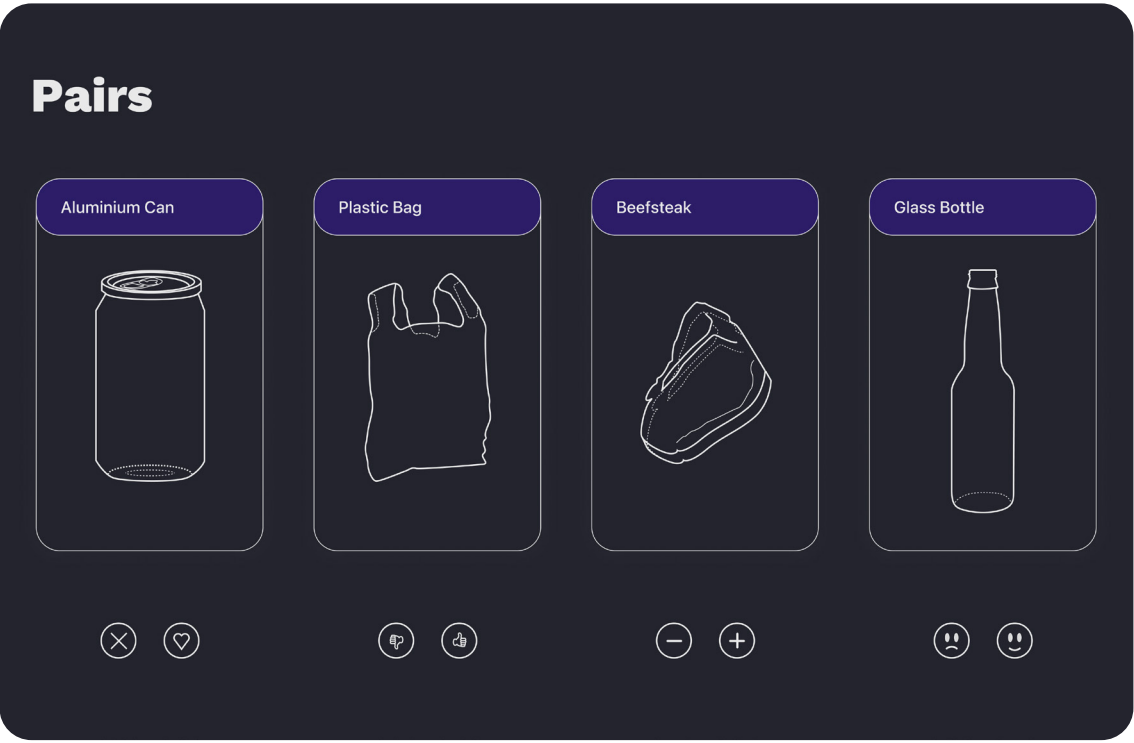 Pairs
Aluminium Can
Plastic Bag
Beefsteak
Glass Bottle